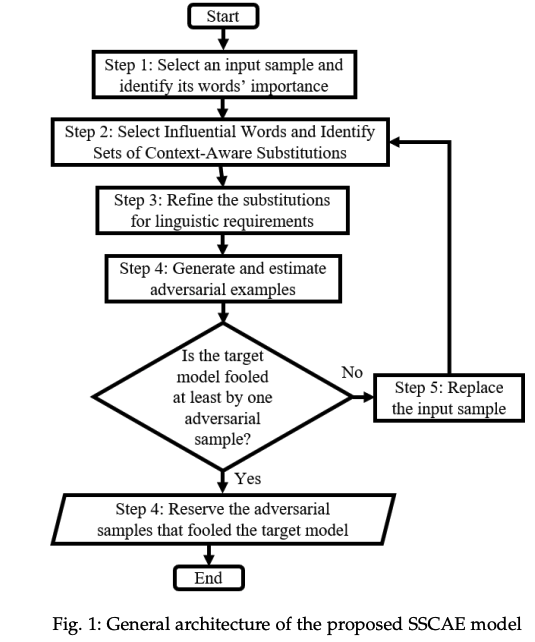 Start
Step 1: Select an input sample and
identify its words' importance
Step 2: Select Influential Words and Identify
Sets of Context-Aware Substitutions
Step 3: Refine the substitutions
for linguistic requirements
Step 4: Generate and estimate
adversarial examples
Is the target
model fooled
at least by one
adversarial
sample?
No
Step 5: Replace
the input sample
Yes
Step 4: Reserve the adversarial
samples that fooled the target model
End
Fig. 1: General architecture of the proposed SSCAE model